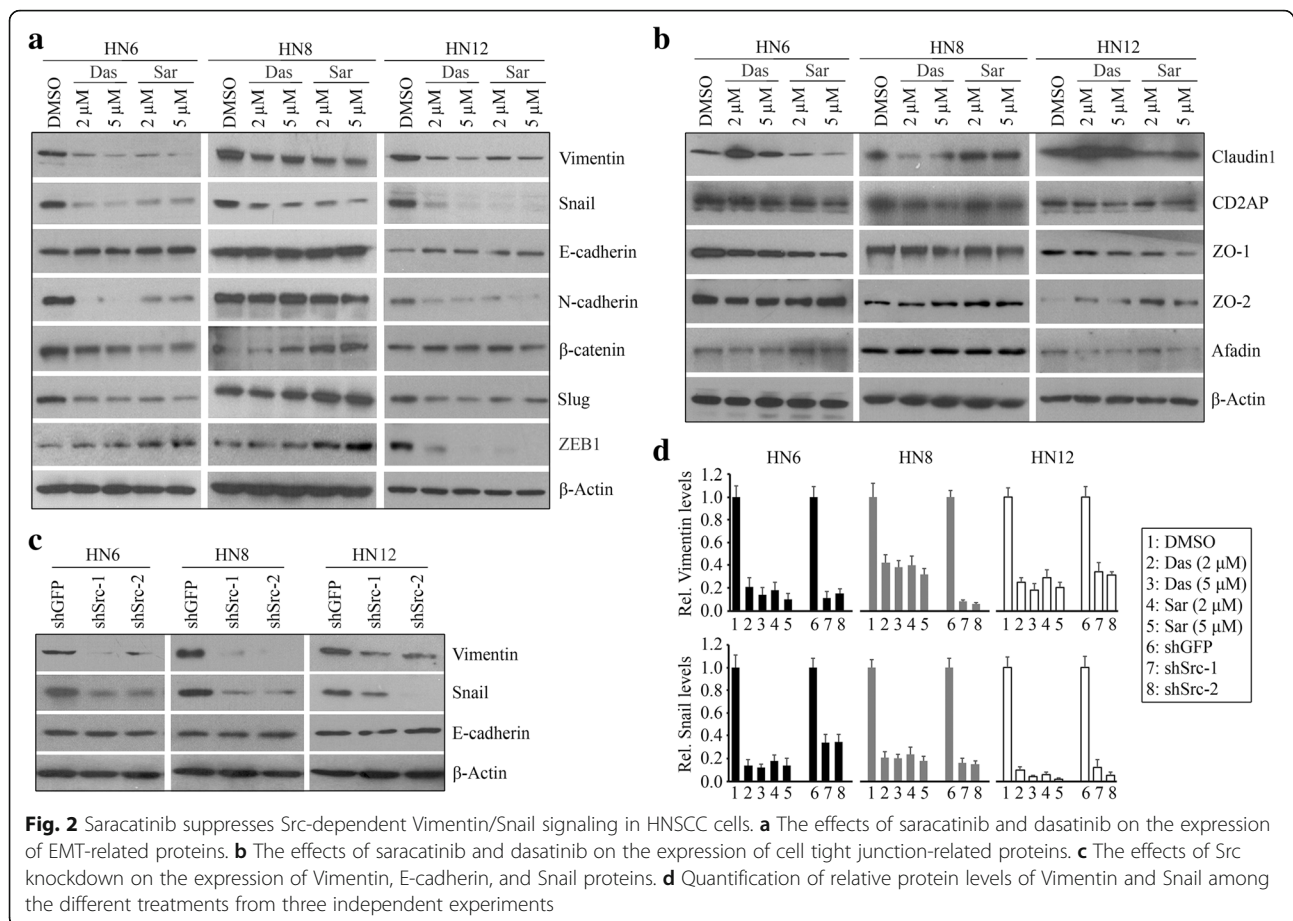 a
HN6 HN8 HN12
Das Sar Das Sar Das Sar
DMSO 2 µM 5 µM 2 µM 5 µM DMSO 2 µM 5 µM 2 µM 5 µM DMSO 2 µM 5 µM 2 µM 5 µM
Vimentin
Snail
E-cadherin
N-cadherin
β-catenin
Slug
ZEB1
β-Actin
b
HN6 HN8 HN12
Das Sar Das Sar Das Sar
DMSO 2 µM 5 µM 2 µM 5 µM DMSO 2 µM 5 µM 2 µM 5 µM DMSO 2 µM 5 µM 2 µM 5 µM
Claudin1
CD2AP
ZO-1
ZO-2
Afadin
β-Actin
c
HN6 HN8 HN12
shGFP shSrc-1 shSrc-2 shGFP shSrc-1 shSrc-2 shGFP shSrc-1 shSrc-2
Vimentin
Snail
E-cadherin
β-Actin
d
HN6 HN8 HN12
Rel. Vimentin levels
1.2
1.0
0.8
0.6
0.4
0.2
0.0
1 2 3 4 5 6 7 8 1 2 3 4 5 6 7 8 1 2 3 4 5 6 7 8
Rel. Snail levels
1.2
1.0
0.8
0.6
0.4
0.2
0.0
1 2 3 4 5 6 7 8 1 2 3 4 5 6 7 8 1 2 3 4 5 6 7 8
1: DMSO
2: Das (2 µM)
3: Das (5 µM)
4: Sar (2 µM)
5: Sar (5 µM)
6: shGFP
7: shSrc-1
8: shSrc-2
Fig. 2 Saracatinib suppresses Src-dependent Vimentin/Snail signaling in HNSCC cells. a The effects of saracatinib and dasatinib on the expression
of EMT-related proteins. b The effects of saracatinib and dasatinib on the expression of cell tight junction-related proteins. c The effects of Src
knockdown on the expression of Vimentin, E-cadherin, and Snail proteins. d Quantification of relative protein levels of Vimentin and Snail among
the different treatments from three independent experiments